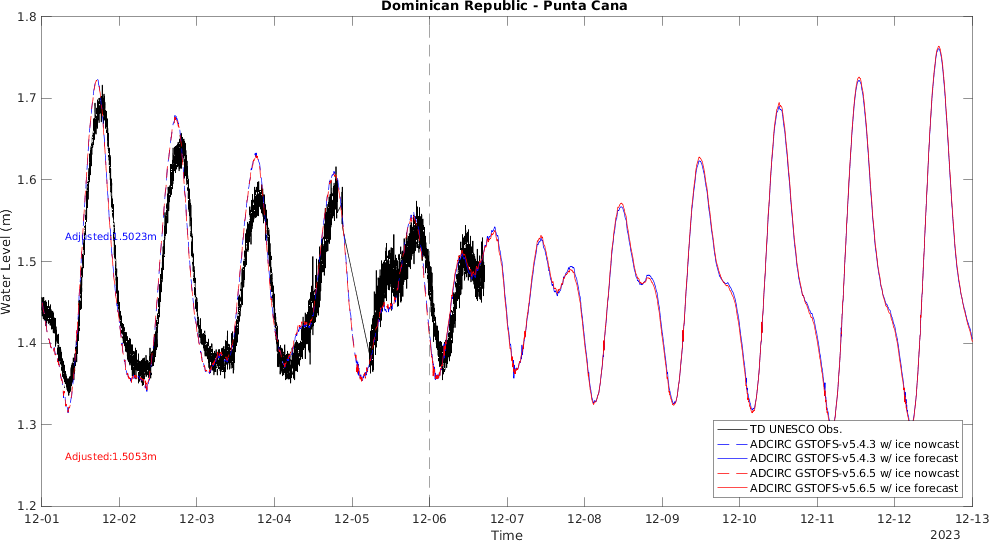 Dominican Republic - Punta Cana
Water Level (m)
1.8
1.7
1.6
1.5
1.4
1.3
1.2
Adjusted:1.5023m
Adjusted:1.5053m
TD UNESCO Obs.
ADCIRC GSTOFS-v5.4.3 w/ ice nowcast
ADCIRC GSTOFS-v5.4.3 w/ ice forecast
ADCIRC GSTOFS-v5.6.5 w/ ice nowcast
ADCIRC GSTOFS-v5.6.5 w/ ice forecast
12-01 12-02 12-03 12-04 12-05 12-06 12-07 12-08 12-09 12-10 12-11 12-12 12-13
Time
2023